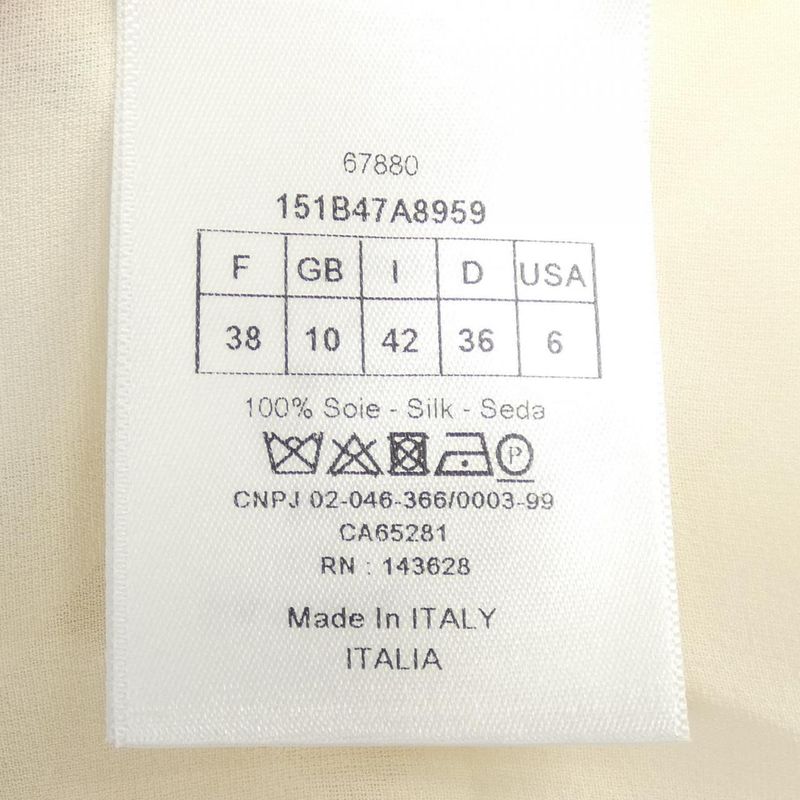 67880
151B47A8959
F GB I D USA
38 10 42 36 6
100% Soie - Silk - Seda
P
CNPJ 02-046-366/0003-99
CA65281
RN : 143628
Made In ITALY
ITALIA